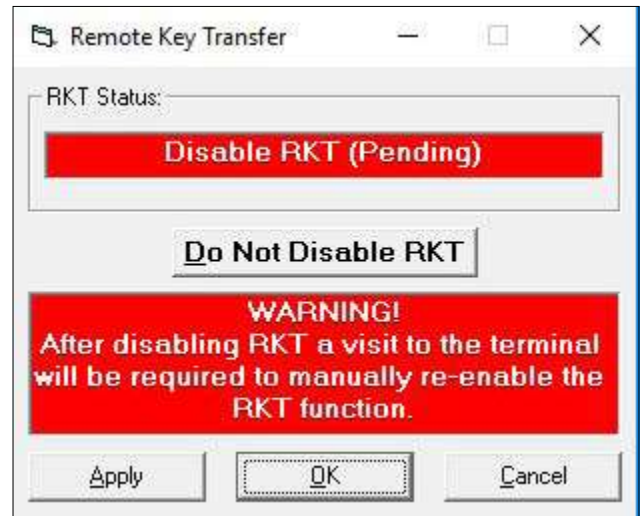 Remote Key Transfer
RKT Status:
Disable RKT (Pending)
Do Not Disable RKT
WARNING!
After disabling RKT a visit to the terminal
will be required to manually re-enable the
RKT function.
Apply
OK
Cancel